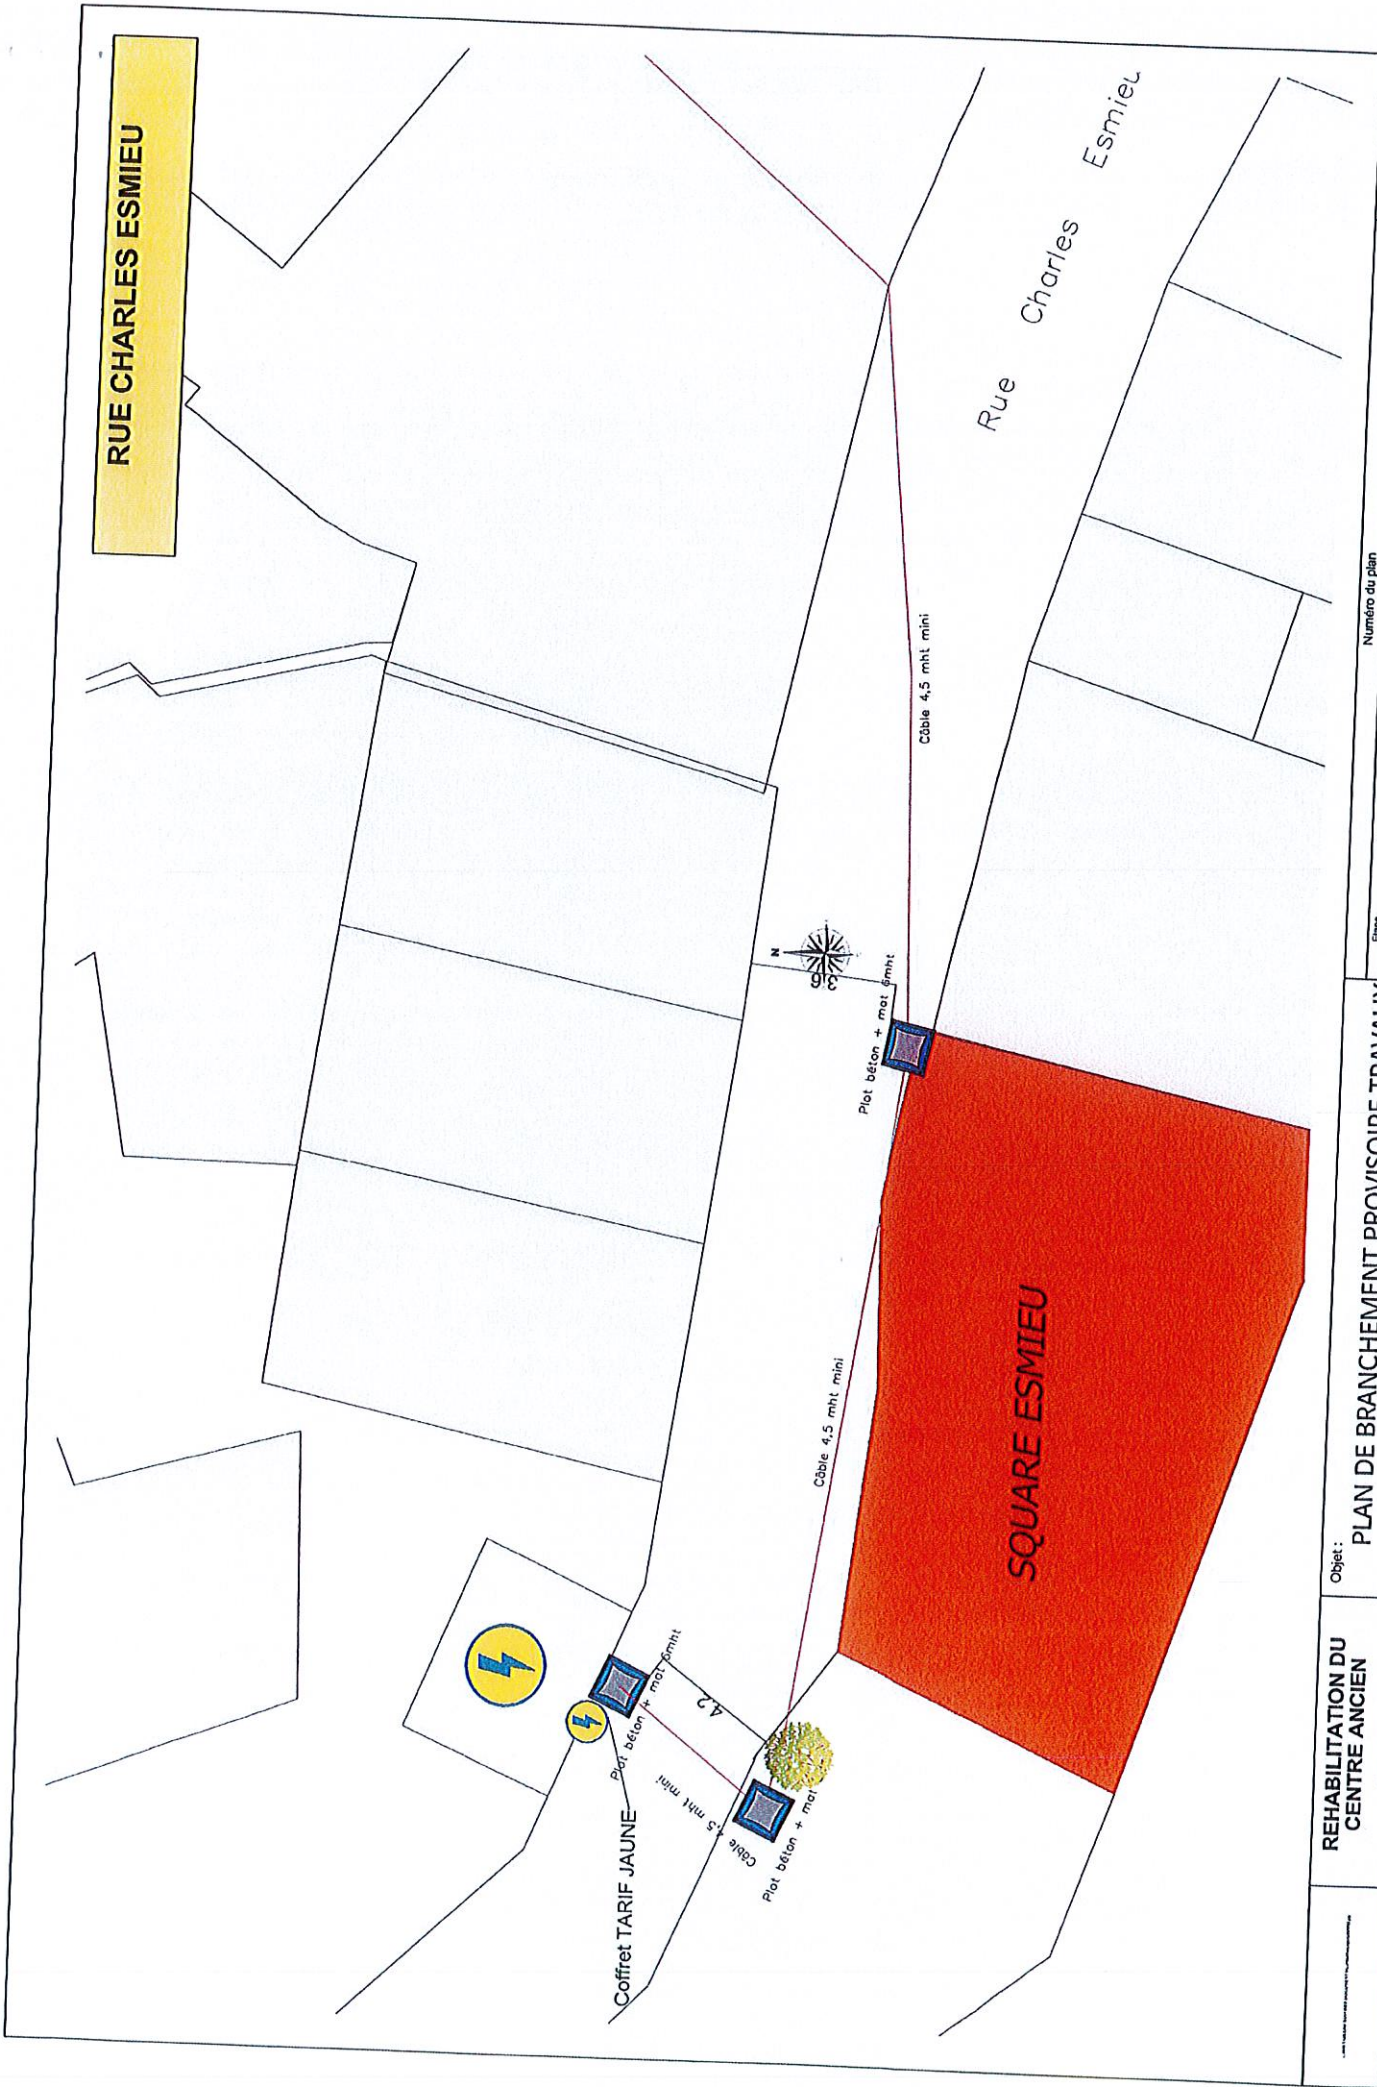 RUE CHARLES ESMIEU
Rue Charles Esmieu
Câble 4,5 mht mini
N
3,6
Plot béton + mat 6mht
Câble 4,5 mht mini
SQUARE ESMIEU
Plot béton + mat 6mht
4,2
Câble 4,5 mht mini
Plot béton + mat
Coffret TARIF JAUNE
REHABILITATION DU
CENTRE ANCIEN
Objet :
PLAN DE BRANCHEMENT PROVISOIRE TRAVAUX
Numéro du plan